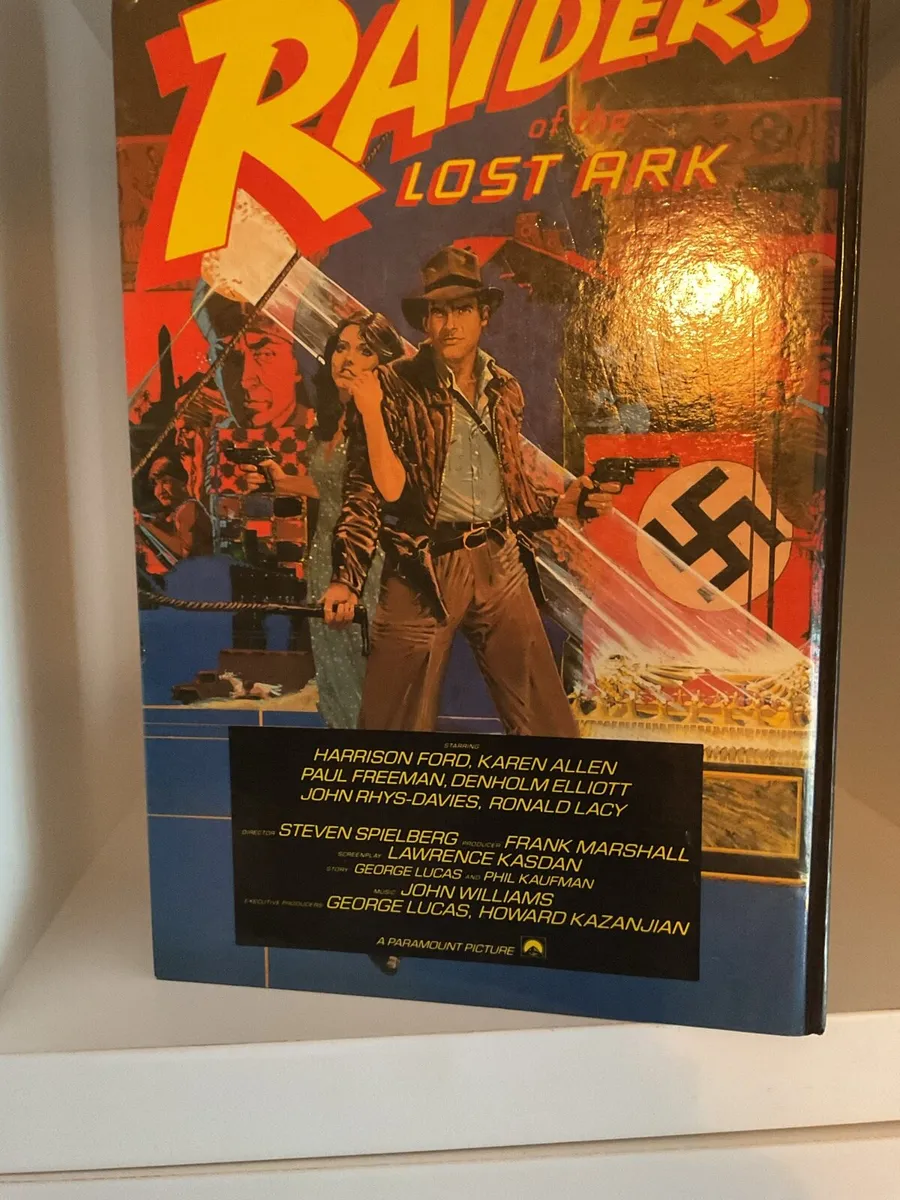 RAIDERS
of the
LOST ARK
STARRING
HARRISON FORD, KAREN ALLEN
PAUL FREEMAN, DENHOLM ELLIOTT
JOHN RHYS-DAVIES, RONALD LACY
DIRECTOR STEVEN SPIELBERG PRODUCER FRANK MARSHALL
SCREENPLAY LAWRENCE KASDAN
STORY GEORGE LUCAS AND PHIL KAUFMAN
MUSIC JOHN WILLIAMS
EXECUTIVE PRODUCERS GEORGE LUCAS, HOWARD KAZANJIAN
A PARAMOUNT PICTURE